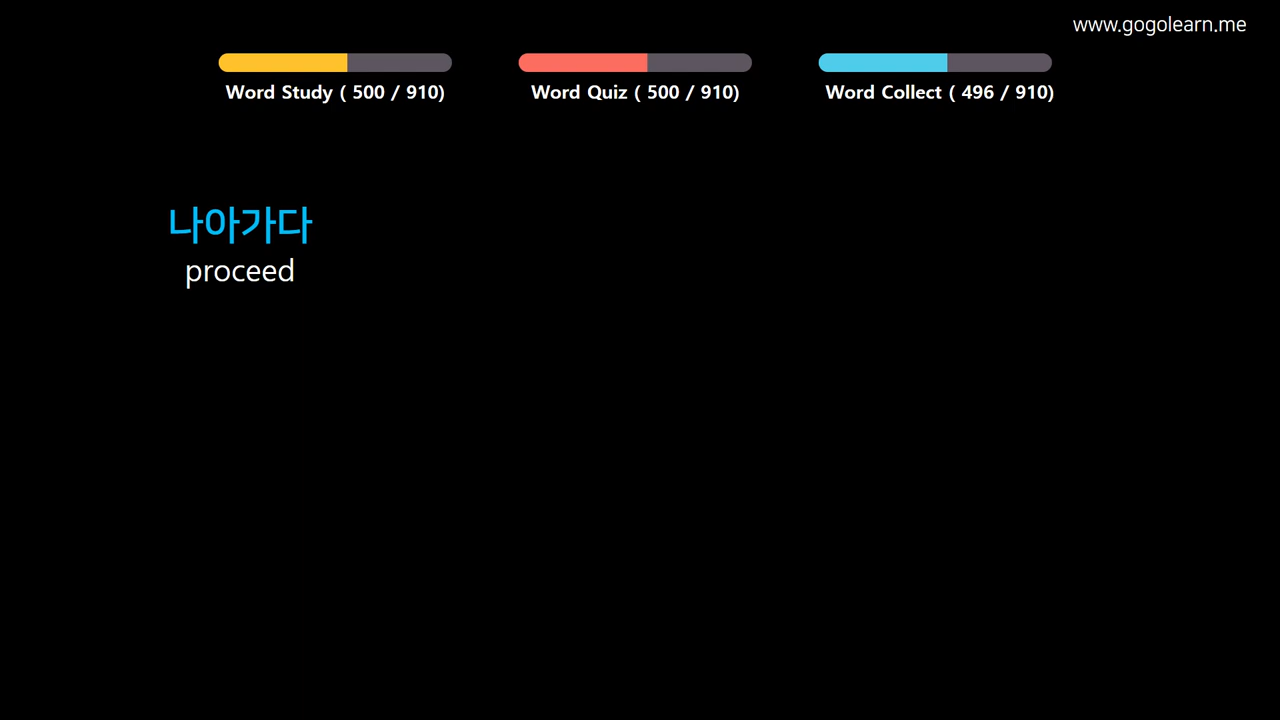 www.gogolearn.me
Word Study ( 500 / 910)
Word Quiz ( 500 / 910)
Word Collect ( 496 / 910)
나아가다
proceed